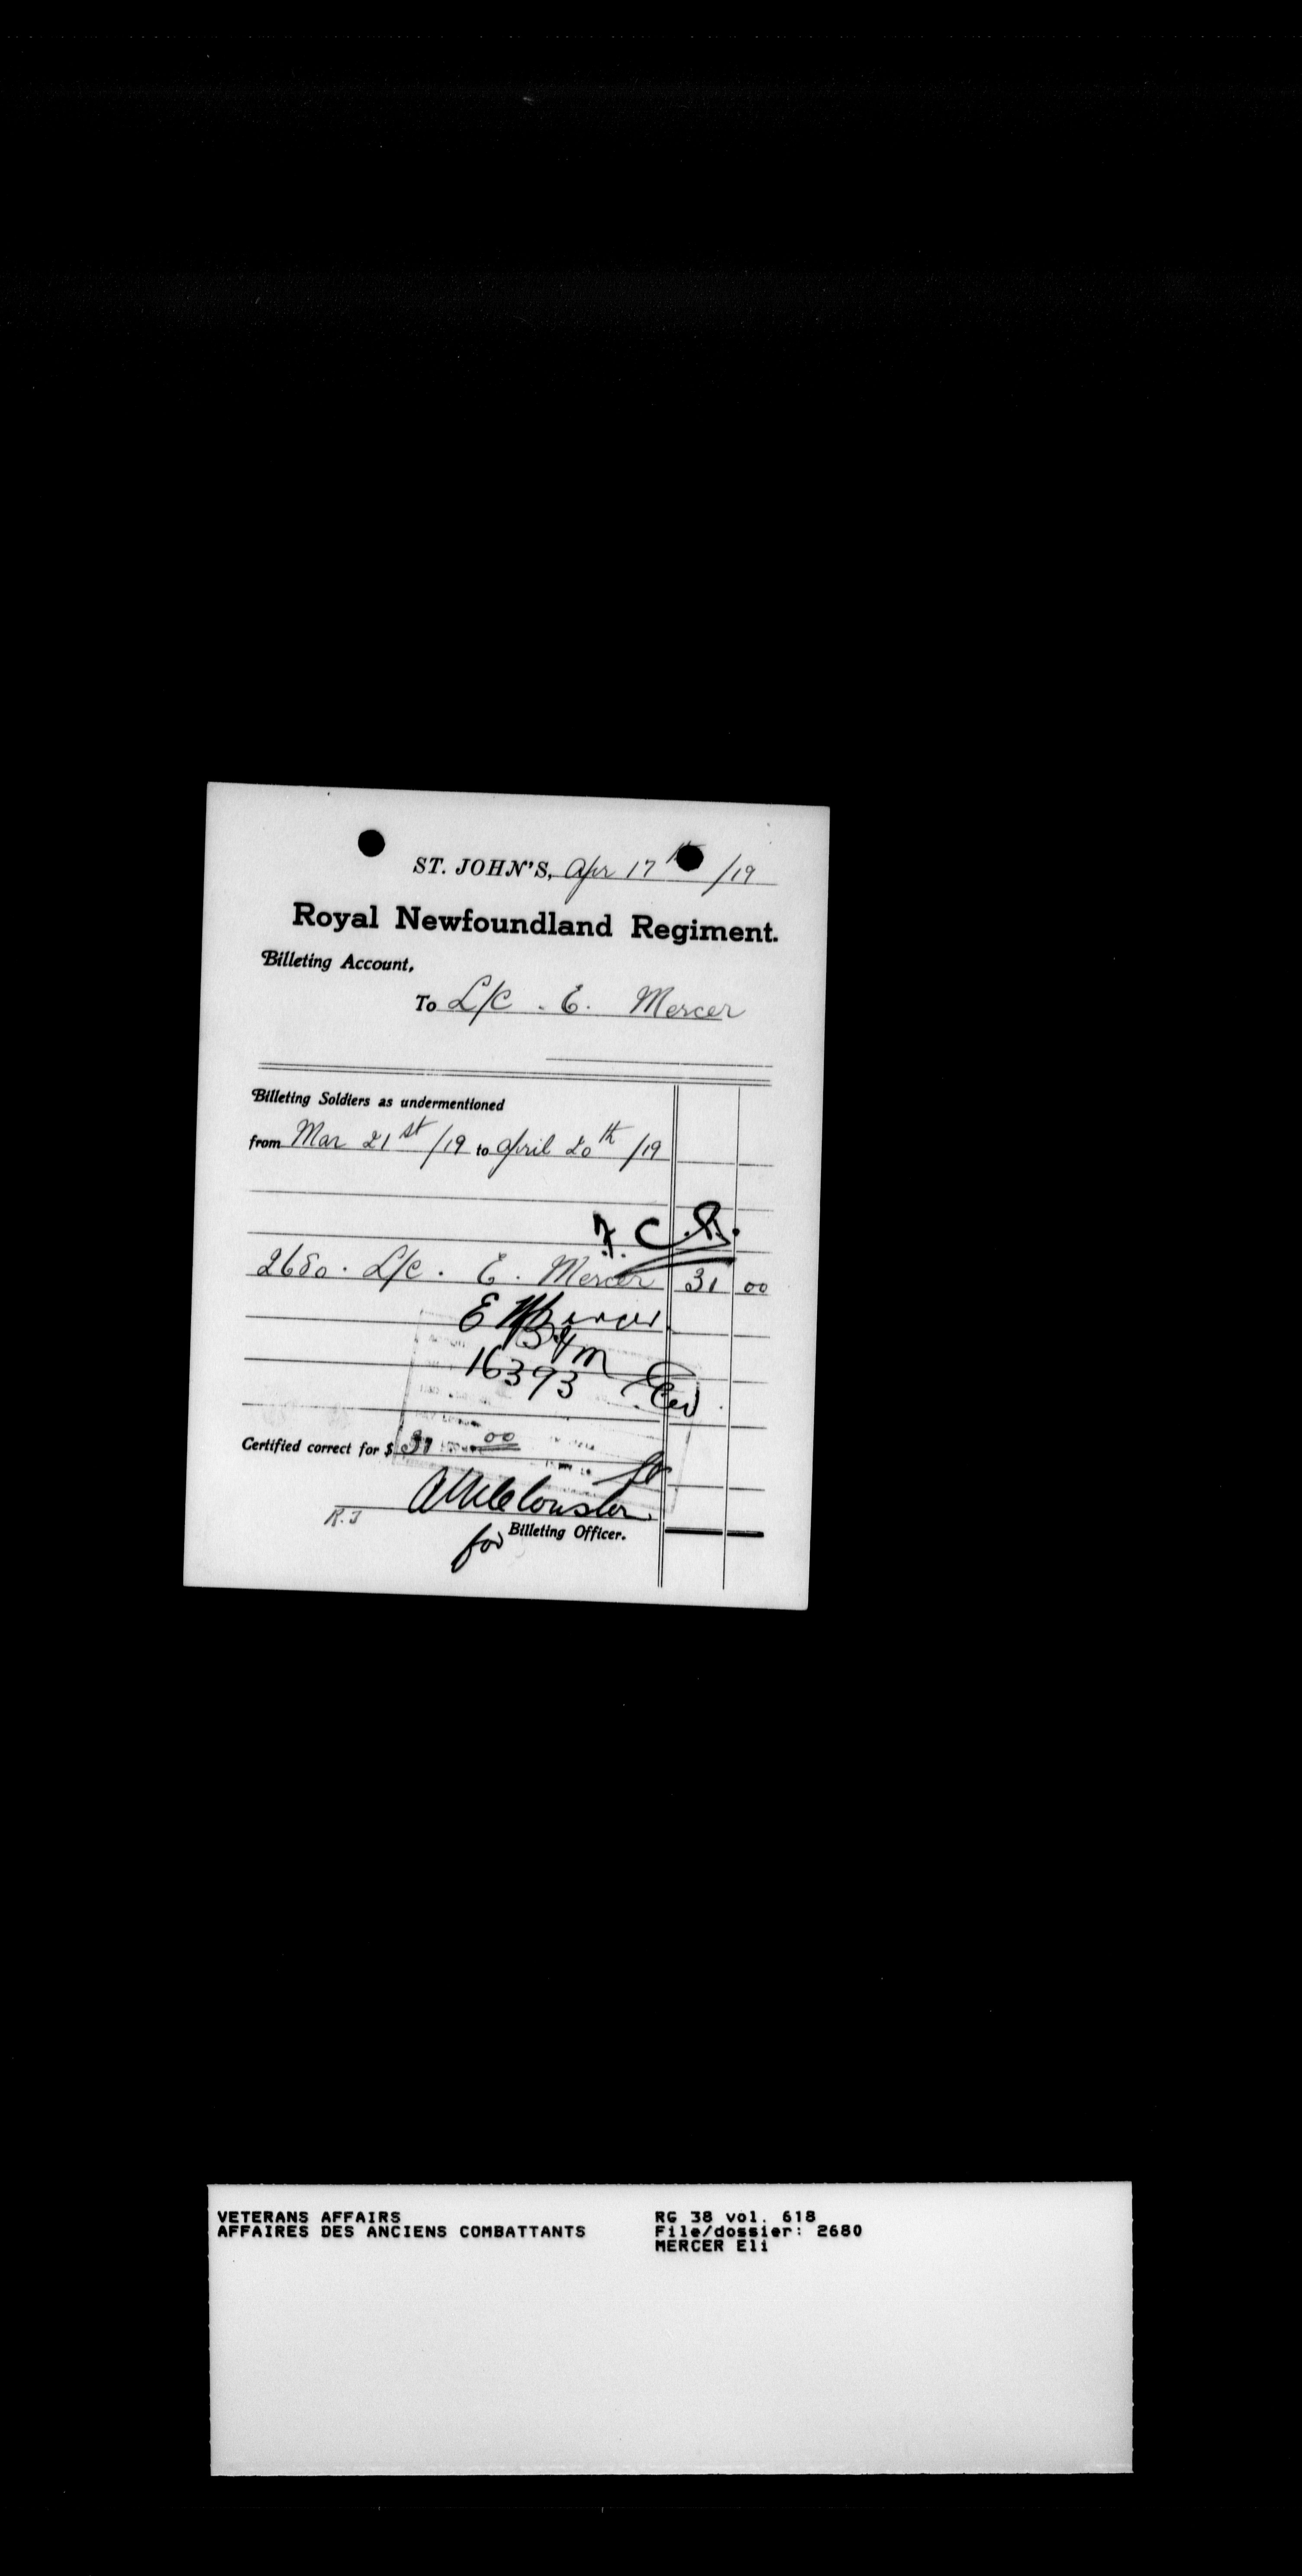 ST. JOHN'S, Apr 17th /19
Royal Newfoundland Regiment.
Billeting Account,
To L/C. E. Mercer
Billeting Soldiers as undermentioned
from Mar 21st /19 to April 20th /19
2680. L/C. E. Mercer 31 00
E Mercer
16393
Certified correct for $ 31 00
R.J
for Billeting Officer.
VETERANS AFFAIRS RG 38 vol. 618
AFFAIRES DES ANCIENS COMBATTANTS File/dossier: 2680
MERCER Eli